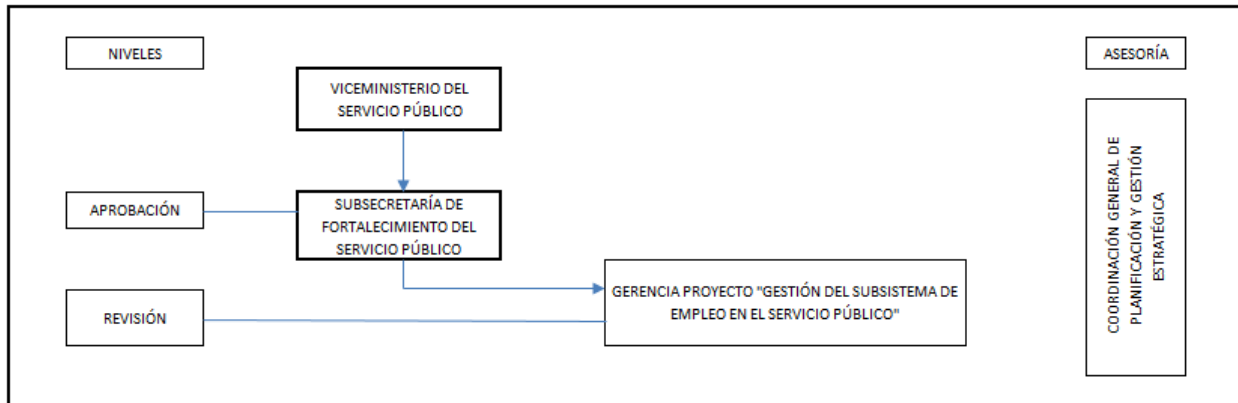 NIVELES
ASESORÍA
VICEMINISTERIO DEL
SERVICIO PÚBLICO
APROBACIÓN
SUBSECRETARÍA DE
FORTALECIMIENTO DEL
SERVICIO PÚBLICO
REVISIÓN
GERENCIA PROYECTO "GESTIÓN DEL SUBSISTEMA DE
EMPLEO EN EL SERVICIO PÚBLICO"
COORDINACIÓN GENERAL DE
PLANIFICACIÓN Y GESTIÓN
ESTRATÉGICA